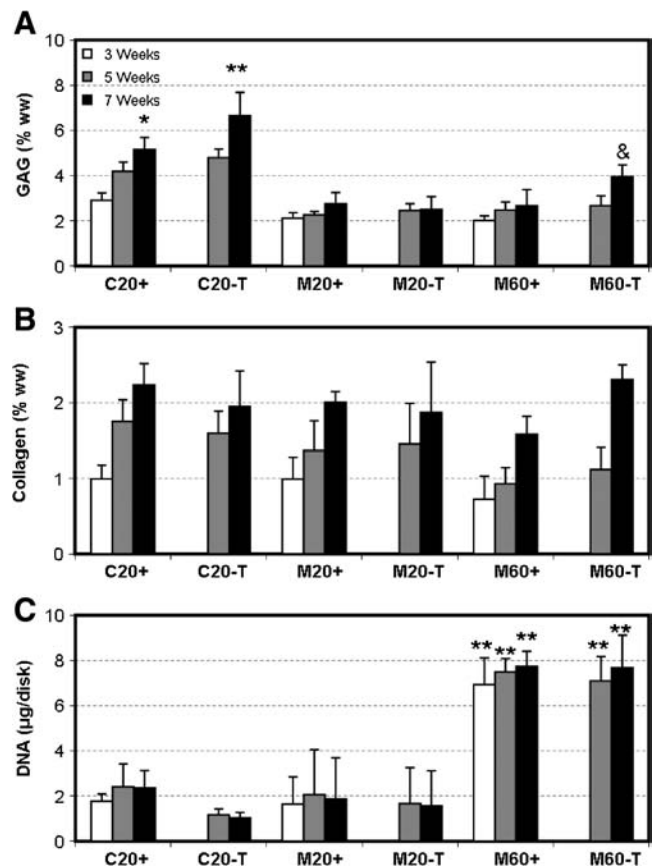 A
GAG (% ww)
10
8
6
4
2
0
3 Weeks
5 Weeks
7 Weeks
*
**
&
C20+ C20-T M20+ M20-T M60+ M60-T
B
Collagen (% ww)
3
2
1
0
C20+ C20-T M20+ M20-T M60+ M60-T
C
DNA (µg/disk)
10
8
6
4
2
0
** ** ** ** **
C20+ C20-T M20+ M20-T M60+ M60-T